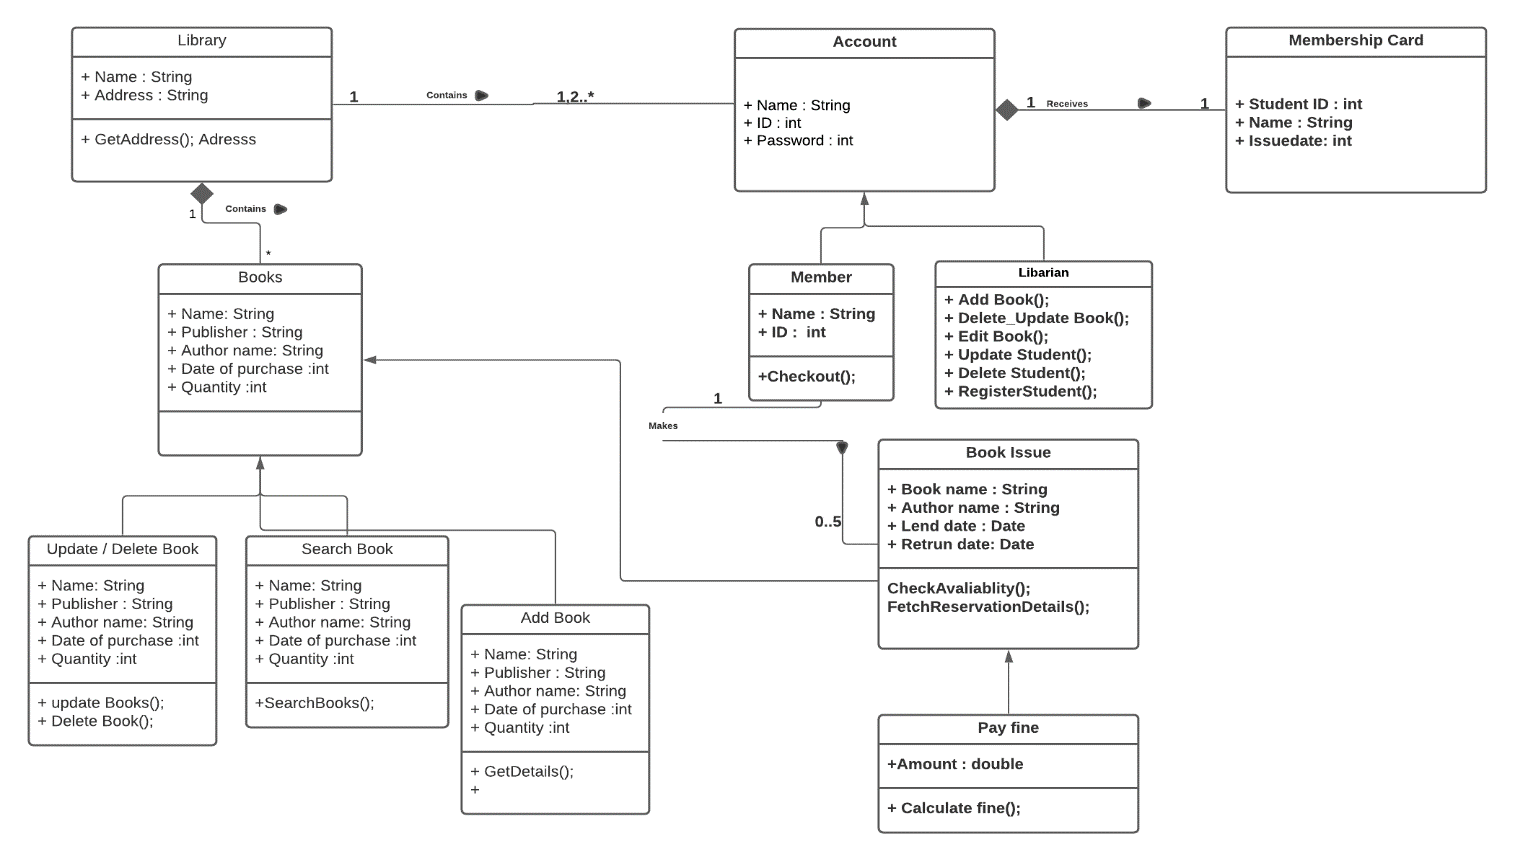 Library
+ Name : String
+ Address : String
+ GetAddress(); Adresss
1
Contains
1,2..*
Account
+ Name : String
+ ID : int
+ Password : int
1
Receives
1
Membership Card
+ Student ID : int
+ Name : String
+ Issuedate: int
1
Contains
*
Books
+ Name: String
+ Publisher : String
+ Author name: String
+ Date of purchase :int
+ Quantity :int
Member
+ Name : String
+ ID :  int
+Checkout();
Libarian
+ Add Book();
+ Delete_Update Book();
+ Edit Book();
+ Update Student();
+ Delete Student();
+ RegisterStudent();
1
Makes
0..5
Book Issue
+ Book name : String
+ Author name : String
+ Lend date : Date
+ Retrun date: Date
CheckAvaliablity();
FetchReservationDetails();
Update / Delete Book
+ Name: String
+ Publisher : String
+ Author name: String
+ Date of purchase :int
+ Quantity :int
+ update Books();
+ Delete Book();
Search Book
+ Name: String
+ Publisher : String
+ Author name: String
+ Date of purchase :int
+ Quantity :int
+SearchBooks();
Add Book
+ Name: String
+ Publisher : String
+ Author name: String
+ Date of purchase :int
+ Quantity :int
+ GetDetails();
+
Pay fine
+Amount : double
+ Calculate fine();